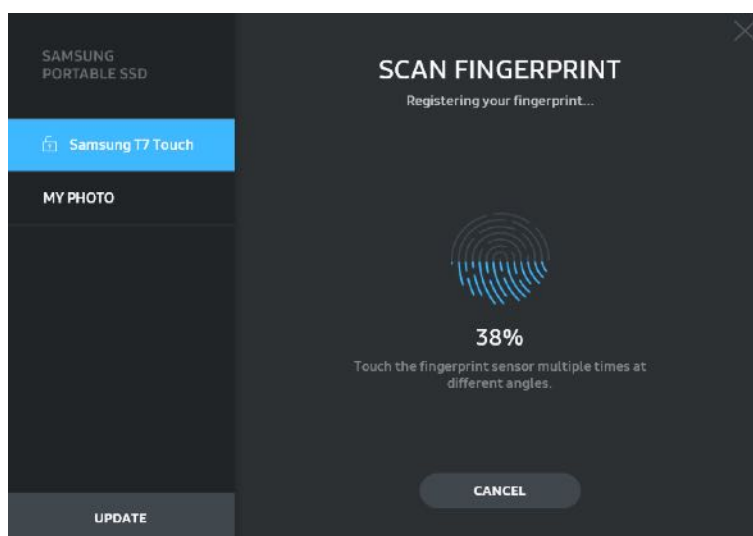 SAMSUNG
PORTABLE SSD
Samsung T7 Touch
MY PHOTO
UPDATE
SCAN FINGERPRINT
Registering your fingerprint...
38%
Touch the fingerprint sensor multiple times at
different angles.
CANCEL